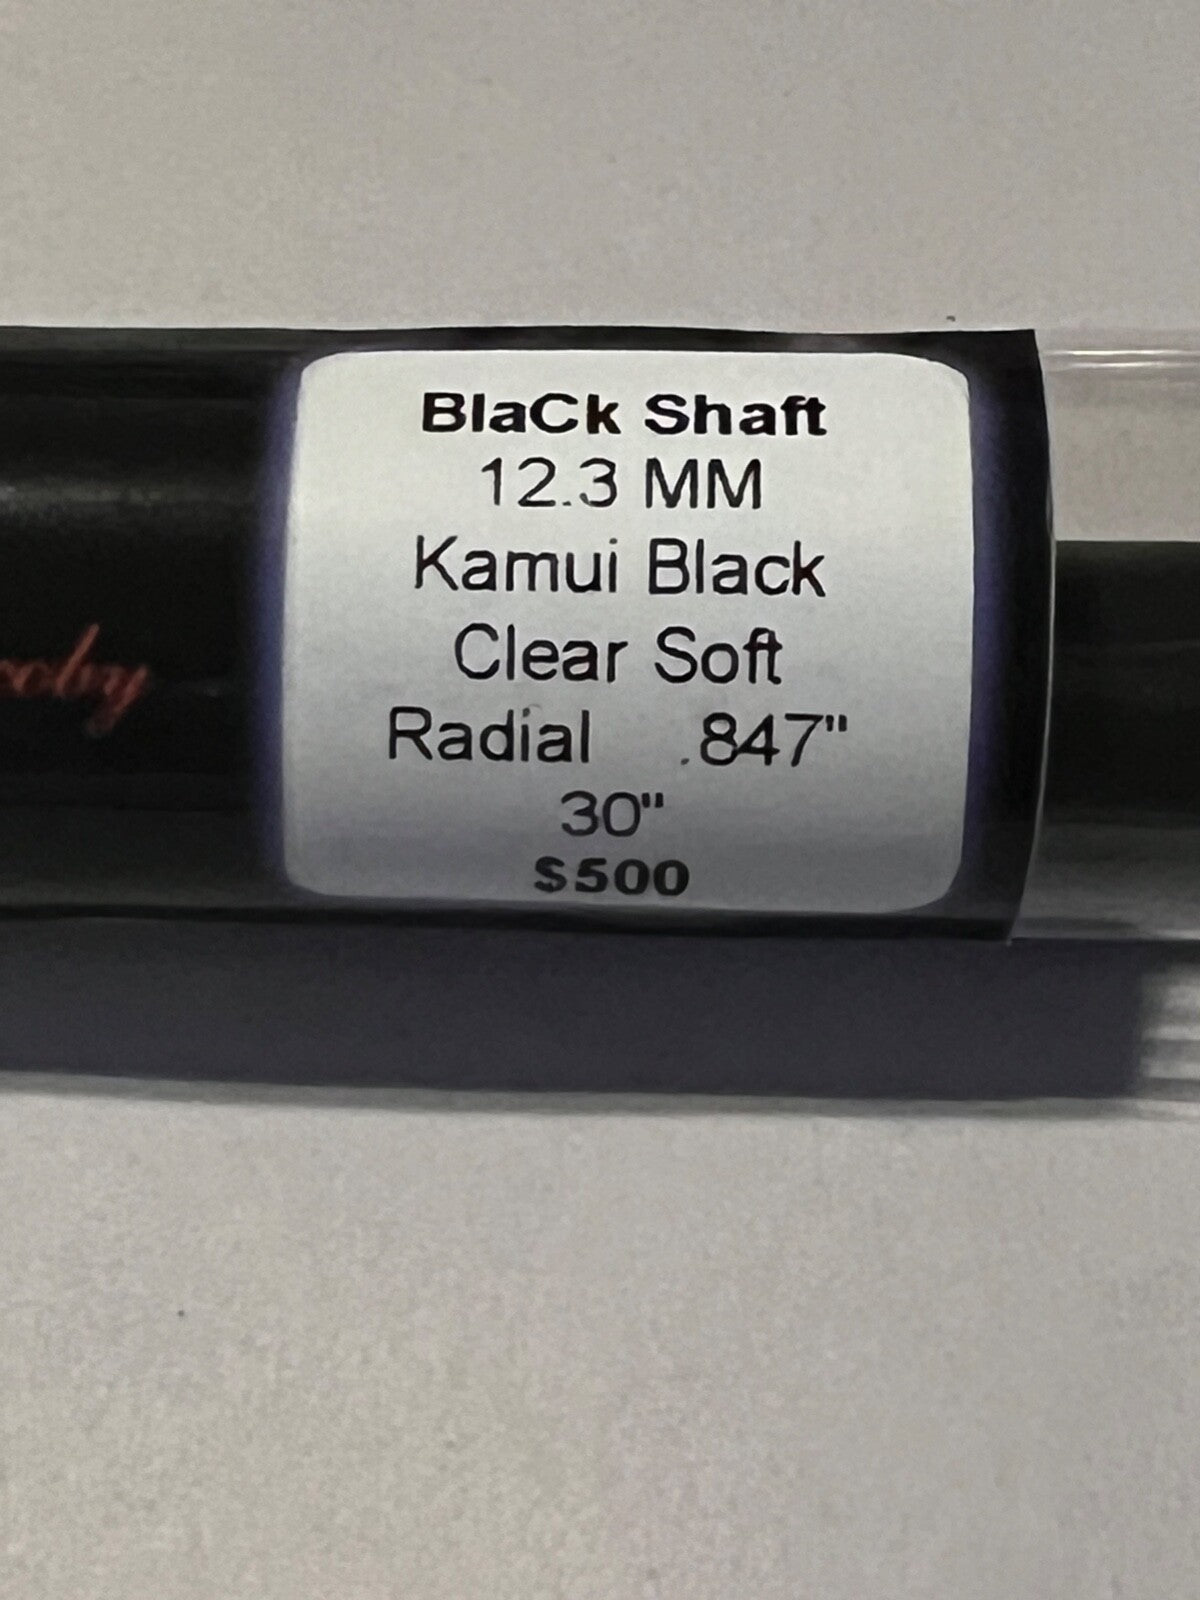 BlaCk Shaft
12.3 MM
Kamui Black
Clear Soft
Radial .847"
30"
$500